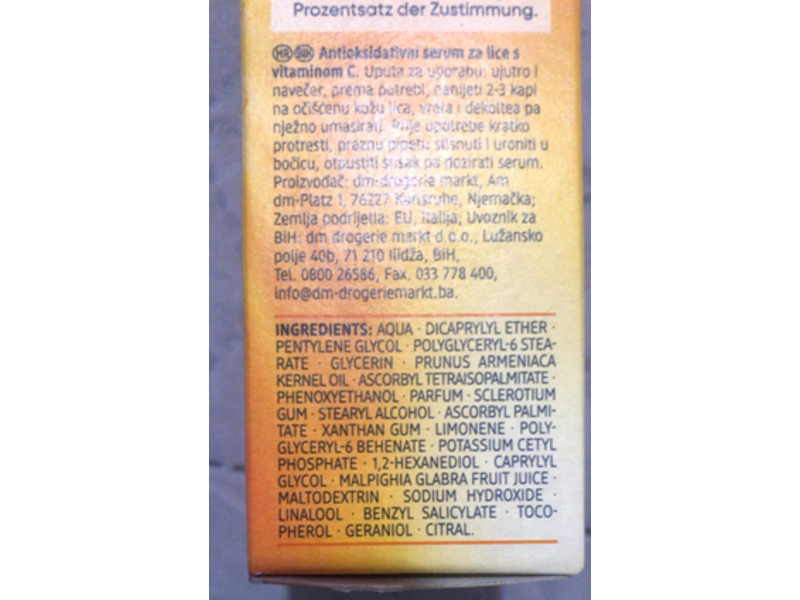 Prozentsatz der Zustimmung.
HR BIH Antioksidativni serum za lice s
vitaminom C. Uputa za uporabu: ujutro i
navečer, prema potrebi, nanijeti 2-3 kapi
na očišćenu kožu lica, vrata i dekoltea pa
nježno umasirati. Prije upotrebe kratko
protresti, praznu pipetu stisnuti i uroniti u
bočicu, otpustiti sisak pa dozirati serum.
Proizvođač: dm-drogerie markt, Am
dm-Platz 1, 76227 Karlsruhe, Njemačka;
Zemlja podrijetla: EU, Italija; Uvoznik za
BiH: dm drogerie markt d.o.o., Lužansko
polje 40b, 71 210 Ilidža, BiH,
Tel. 0800 26586, Fax. 033 778 400,
info@dm-drogeriemarkt.ba.
INGREDIENTS: AQUA · DICAPRYLYL ETHER ·
PENTYLENE GLYCOL · POLYGLYCERYL-6 STEA-
RATE · GLYCERIN · PRUNUS ARMENIACA
KERNEL OIL · ASCORBYL TETRAISOPALMITATE ·
PHENOXYETHANOL · PARFUM · SCLEROTIUM
GUM · STEARYL ALCOHOL · ASCORBYL PALMI-
TATE · XANTHAN GUM · LIMONENE · POLY-
GLYCERYL-6 BEHENATE · POTASSIUM CETYL
PHOSPHATE · 1,2-HEXANEDIOL · CAPRYLYL
GLYCOL · MALPIGHIA GLABRA FRUIT JUICE ·
MALTODEXTRIN · SODIUM HYDROXIDE ·
LINALOOL · BENZYL SALICYLATE · TOCO-
PHEROL · GERANIOL · CITRAL.